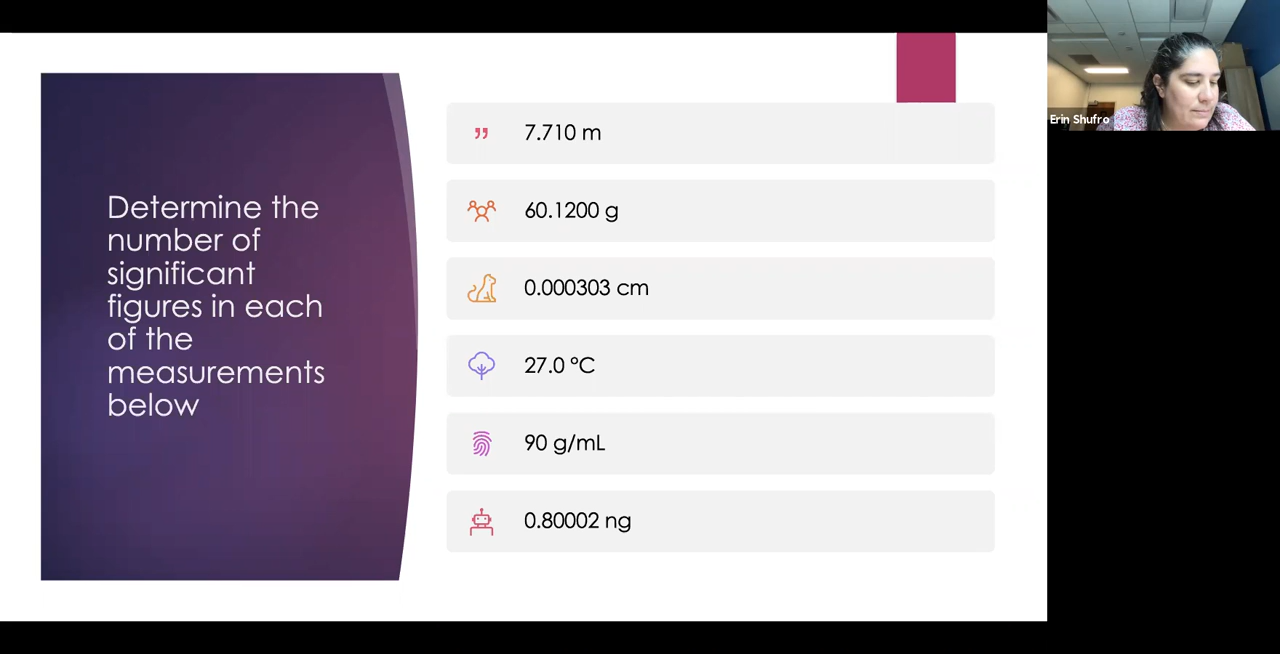 Determine the
number of
significant
figures in each
of the
measurements
below
7.710 m
60.1200 g
0.000303 cm
27.0 °C
90 g/mL
0.80002 ng
Erin Shufro